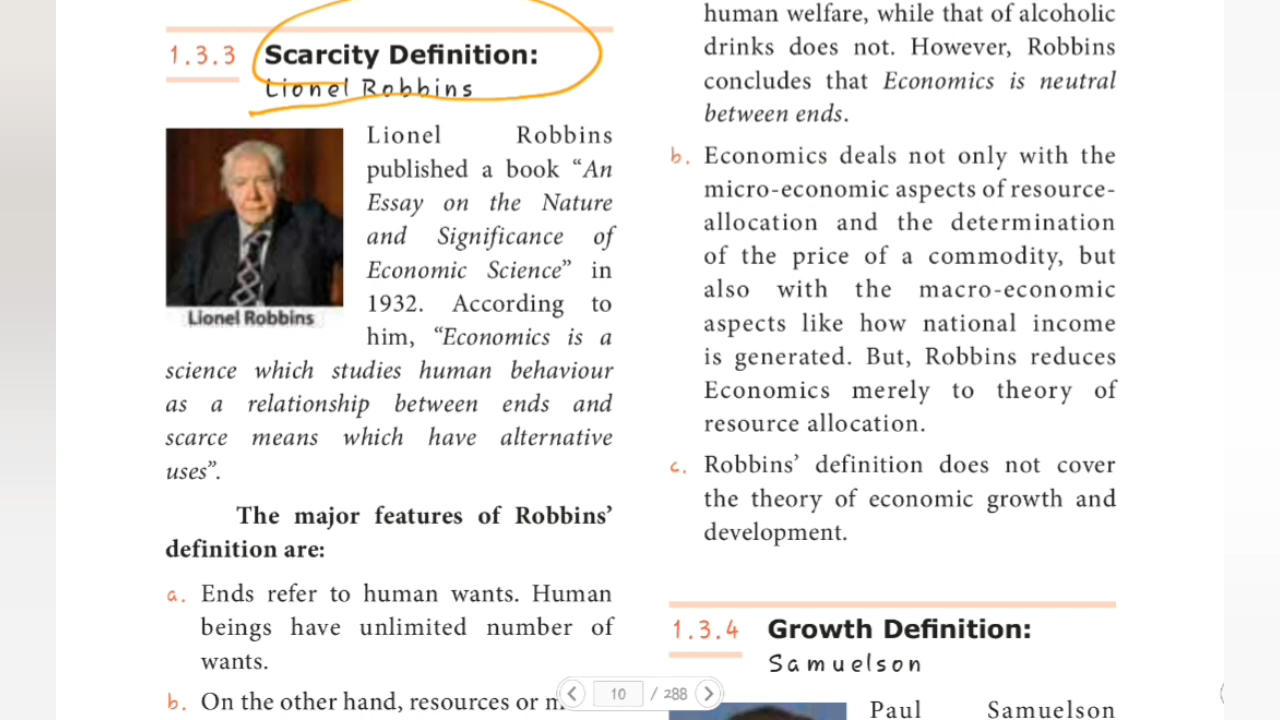 1.3.3 Scarcity Definition:
Lionel Robbins
Lionel Robbins
published a book “An
Essay on the Nature
and Significance of
Economic Science” in
1932. According to
him, “Economics is a
Lionel Robbins
science which studies human behaviour
as a relationship between ends and
scarce means which have alternative
uses”.
The major features of Robbins’
definition are:
a. Ends refer to human wants. Human
beings have unlimited number of
wants.
b. On the other hand, resources or
human welfare, while that of alcoholic
drinks does not. However, Robbins
concludes that Economics is neutral
between ends.
b. Economics deals not only with the
micro-economic aspects of resource-
allocation and the determination
of the price of a commodity, but
also with the macro-economic
aspects like how national income
is generated. But, Robbins reduces
Economics merely to theory of
resource allocation.
c. Robbins’ definition does not cover
the theory of economic growth and
development.
1.3.4 Growth Definition:
Samuelson
Paul Samuelson
10 / 288